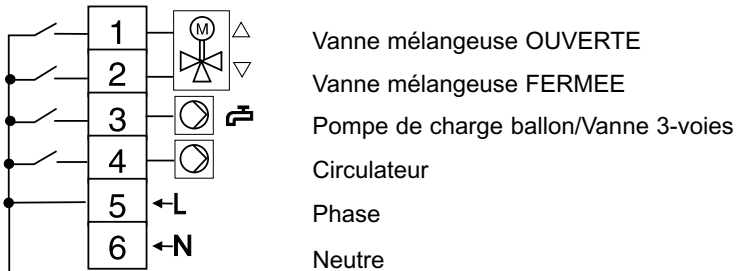 1 M △ Vanne mélangeuse OUVERTE
2 ▽ Vanne mélangeuse FERMEE
3 Pompe de charge ballon/Vanne 3-voies
4 Circulateur
5 ←L Phase
6 ←N Neutre